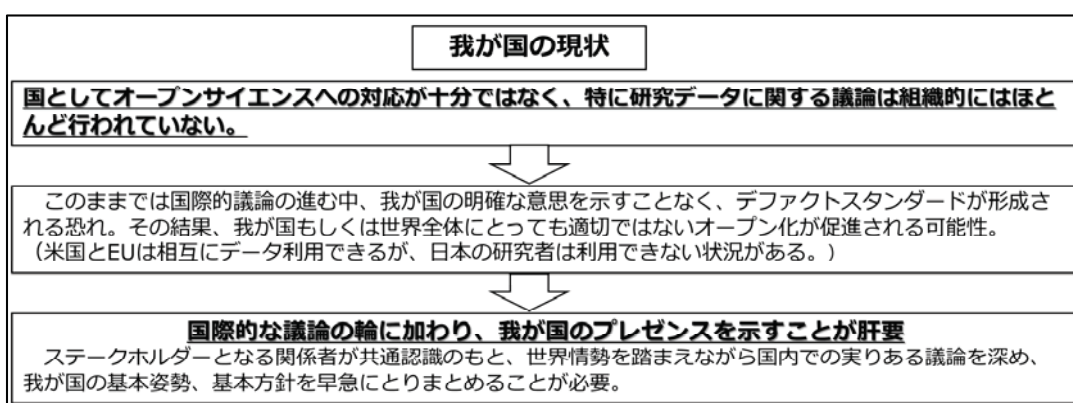 我が国の現状
国としてオープンサイエンスへの対応が十分ではなく、特に研究データに関する議論は組織的にはほと
んど行われていない。
このままでは国際的議論の進む中、我が国の明確な意思を示すことなく、デファクトスタンダードが形成さ
れる恐れ。その結果、我が国もしくは世界全体にとっても適切ではないオープン化が促進される可能性。
（米国とEUは相互にデータ利用できるが、日本の研究者は利用できない状況がある。）
国際的な議論の輪に加わり、我が国のプレゼンスを示すことが肝要
ステークホルダーとなる関係者が共通認識のもと、世界情勢を踏まえながら国内での実りある議論を深め、
我が国の基本姿勢、基本方針を早急にとりまとめることが必要。